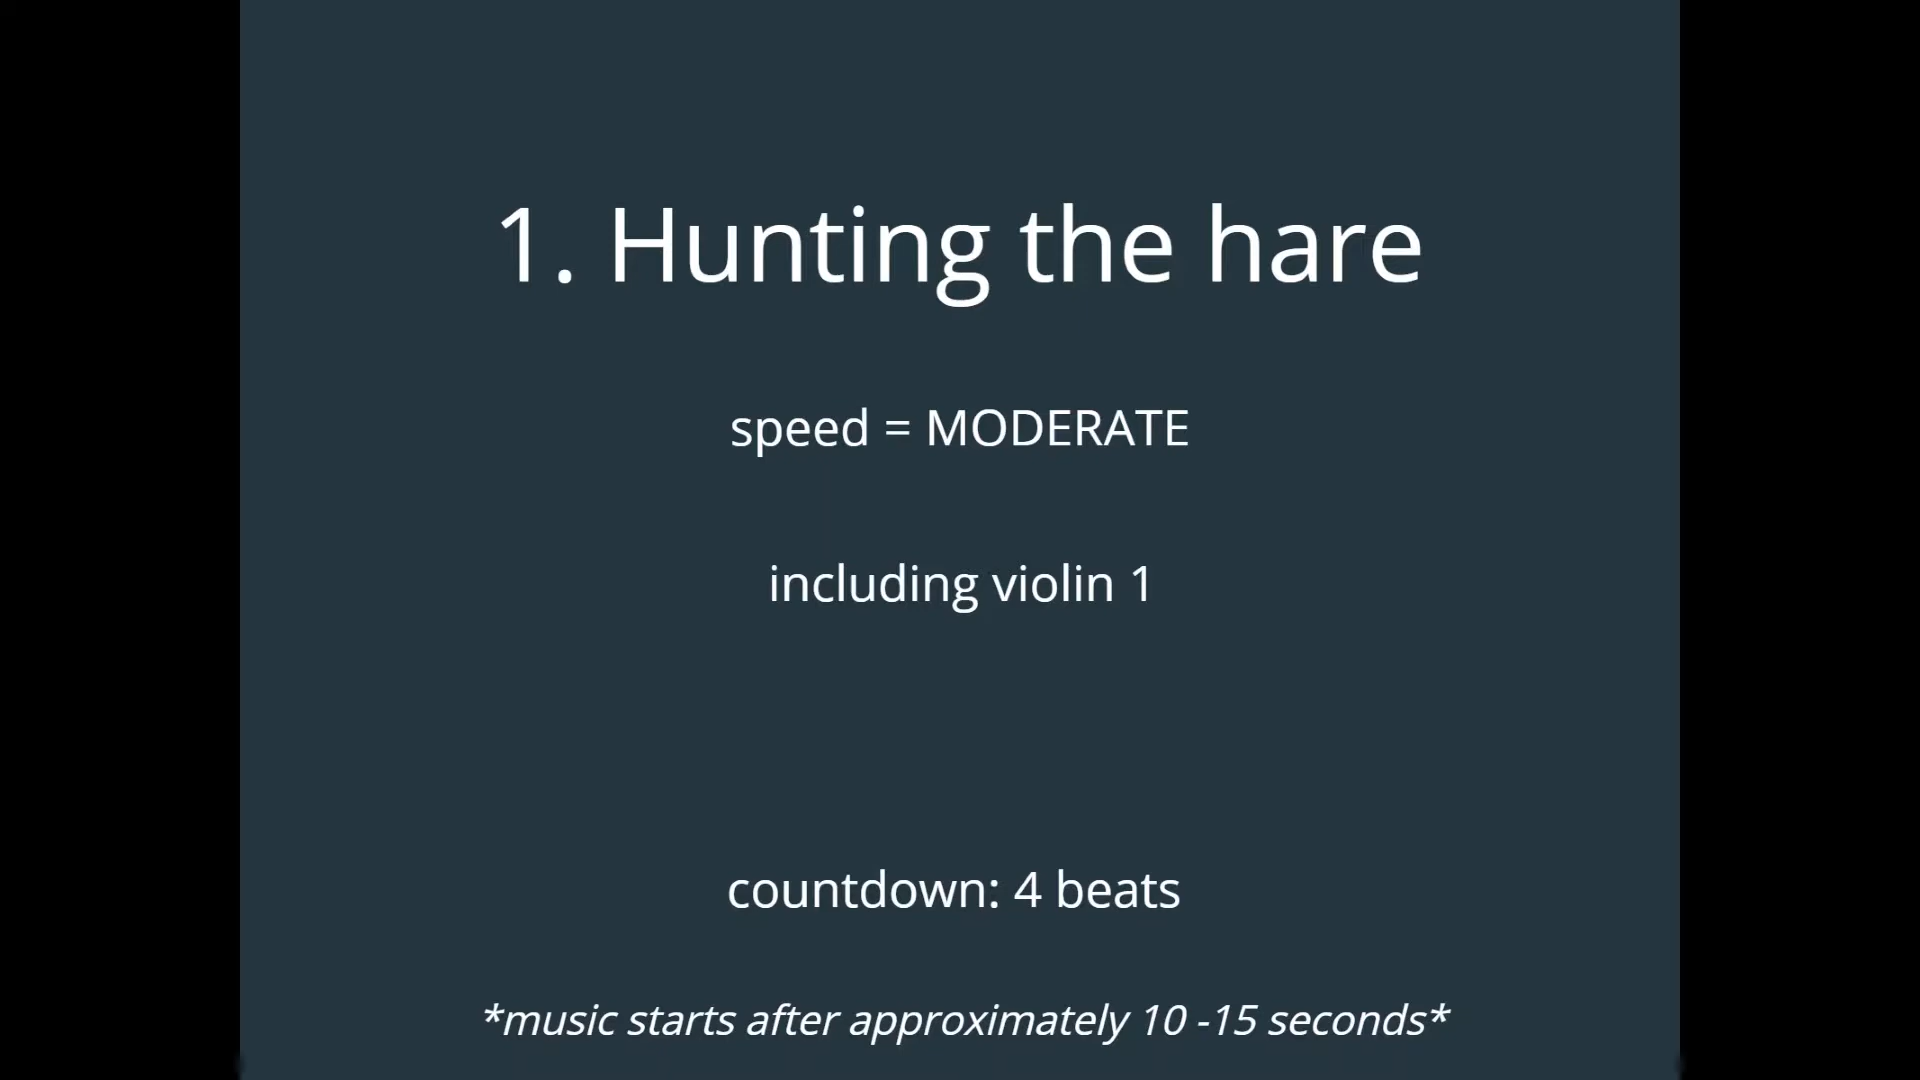 1. Hunting the hare
speed = MODERATE
including violin 1
countdown: 4 beats
*music starts after approximately 10 -15 seconds*